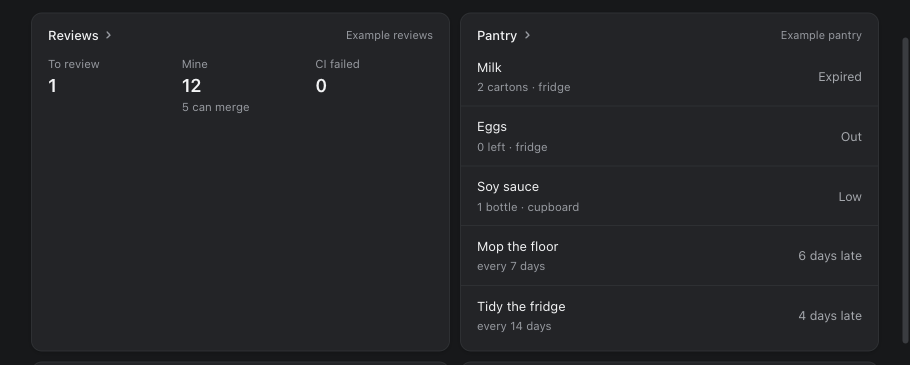 Reviews
Example reviews
To review
Mine
CI failed
1
12
0
5 can merge
Pantry
Example pantry
Milk
2 cartons · fridge
Expired
Eggs
0 left · fridge
Out
Soy sauce
1 bottle · cupboard
Low
Mop the floor
every 7 days
6 days late
Tidy the fridge
every 14 days
4 days late